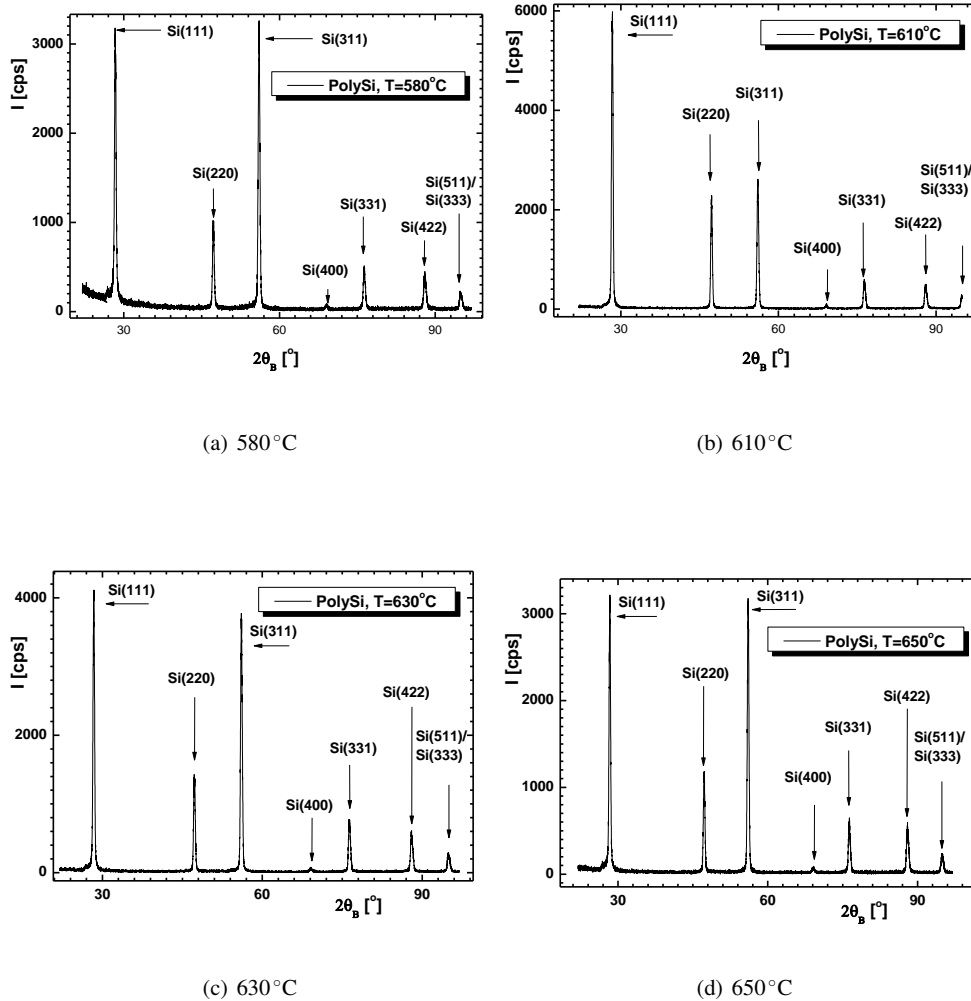 Si(111)
Si(311)
PolySi, T=580°C
Si(220)
Si(400)
Si(331)
Si(422)
Si(511)/
Si(333)
I [cps]
3000
2000
1000
0
30
60
90
2θB [°]
(a) 580°C
Si(111)
PolySi, T=610°C
Si(220)
Si(311)
Si(400)
Si(331)
Si(422)
Si(511)/
Si(333)
I [cps]
6000
4000
2000
0
30
60
90
2θB [°]
(b) 610°C
Si(111)
PolySi, T=630°C
Si(311)
Si(220)
Si(400)
Si(331)
Si(422)
Si(511)/
Si(333)
I [cps]
4000
2000
0
30
60
90
2θB [°]
(c) 630°C
Si(111)
Si(311)
PolySi, T=650°C
Si(220)
Si(400)
Si(331)
Si(422)
Si(511)/
Si(333)
I [cps]
3000
2000
1000
0
30
60
90
2θB [°]
(d) 650°C